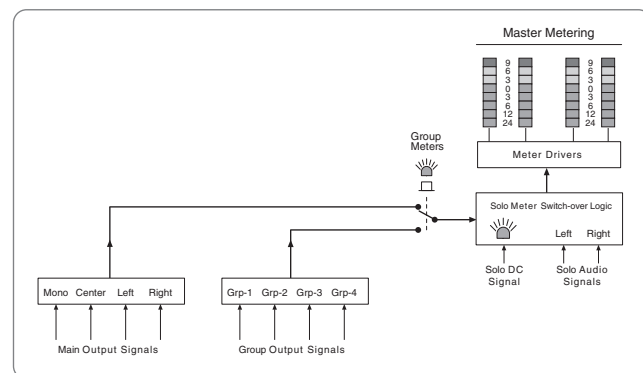 Master Metering
9
6
3
0
3
6
12
24
9
6
3
0
3
6
12
24
Group
Meters
Meter Drivers
Solo Meter Switch-over Logic
Left Right
Solo DC
Signal
Solo Audio
Signals
Mono Center Left Right
Main Output Signals
Grp-1 Grp-2 Grp-3 Grp-4
Group Output Signals